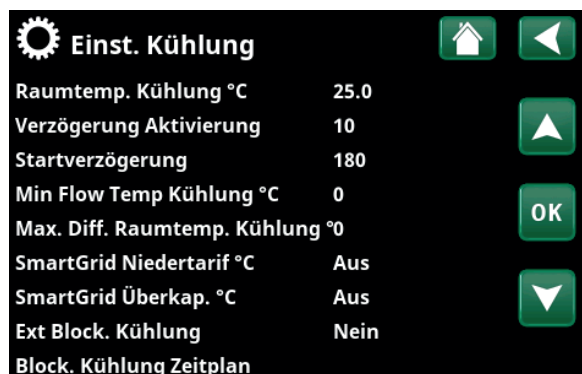 Einst. Kühlung
Raumtemp. Kühlung °C 25.0
Verzögerung Aktivierung 10
Startverzögerung 180
Min Flow Temp Kühlung °C 0
Max. Diff. Raumtemp. Kühlung °0
SmartGrid Niedertarif °C Aus
SmartGrid Überkap. °C Aus
OK
Ext Block. Kühlung Nein
Block. Kühlung Zeitplan